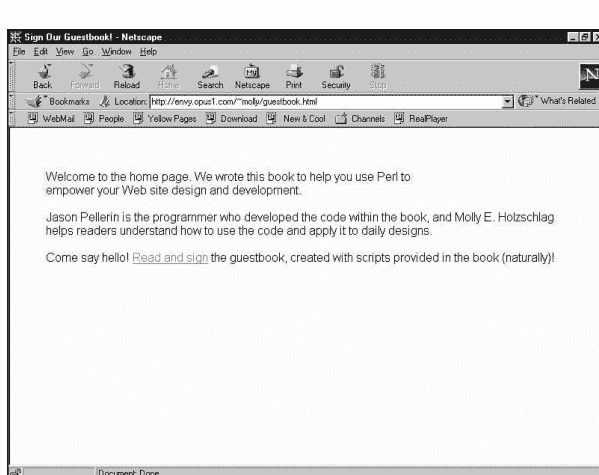 Sign Our Guestbook! - Netscape
File Edit View Go Window Help
Back Forward Reload Home Search Netscape Print Security Stop
Bookmarks Location: http://envy.opus1.com/~molly/guestbook.html What's Related
WebMail People Yellow Pages Download New & Cool Channels RealPlayer
Welcome to the home page. We wrote this book to help you use Perl to
empower your Web site design and development.
Jason Pellerin is the programmer who developed the code within the book, and Molly E. Holzschlag
helps readers understand how to use the code and apply it to daily designs.
Come say hello! Read and sign the guestbook, created with scripts provided in the book (naturally)!
Document: Done